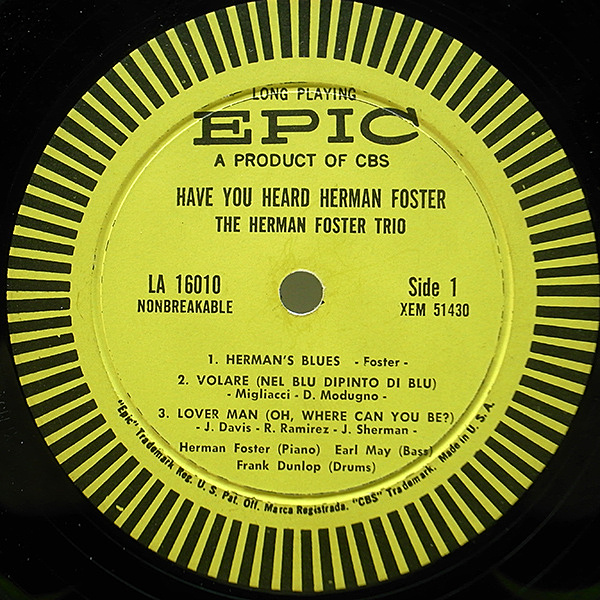 LONG PLAYING
EPIC
A PRODUCT OF CBS
HAVE YOU HEARD HERMAN FOSTER
THE HERMAN FOSTER TRIO
LA 16010
NONBREAKABLE
Side 1
XEM 51430
1. HERMAN'S BLUES - Foster -
2. VOLARE (NEL BLU DIPINTO DI BLU)
- Migliacci - D. Modugno -
3. LOVER MAN (OH, WHERE CAN YOU BE?)
- J. Davis - R. Ramirez - J. Sherman -
Herman Foster (Piano) Earl May (Bass)
Frank Dunlop (Drums)
"Epic" Trademark Reg. U. S. Pat. Off. Marca Registrada. "CBS" Trademark. Made in U. S. A.